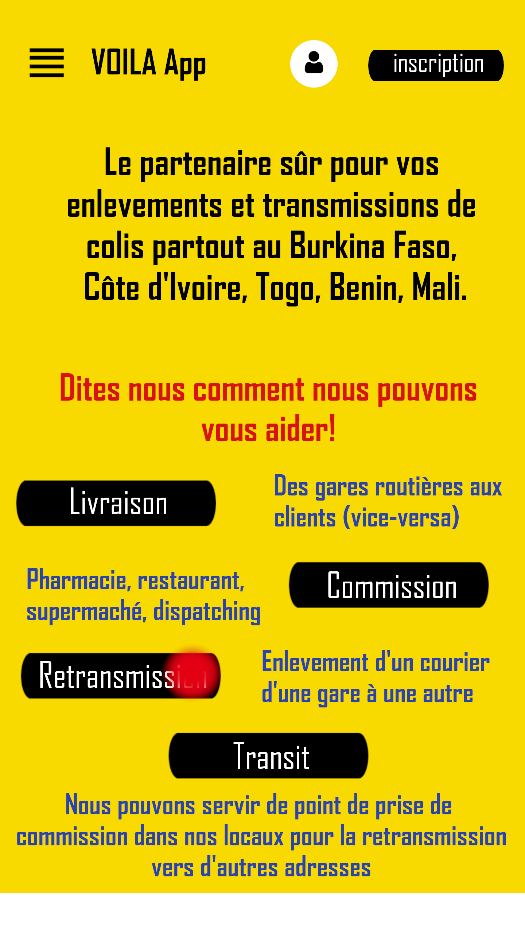 VOILA App
inscription
Le partenaire sûr pour vos
enlevements et transmissions de
colis partout au Burkina Faso,
Côte d'Ivoire, Togo, Benin, Mali.
Dites nous comment nous pouvons
vous aider!
Livraison
Des gares routières aux
clients (vice-versa)
Pharmacie, restaurant,
supermaché, dispatching
Commission
Retransmission
Enlevement d'un courier
d'une gare à une autre
Transit
Nous pouvons servir de point de prise de
commission dans nos locaux pour la retransmission
vers d'autres adresses